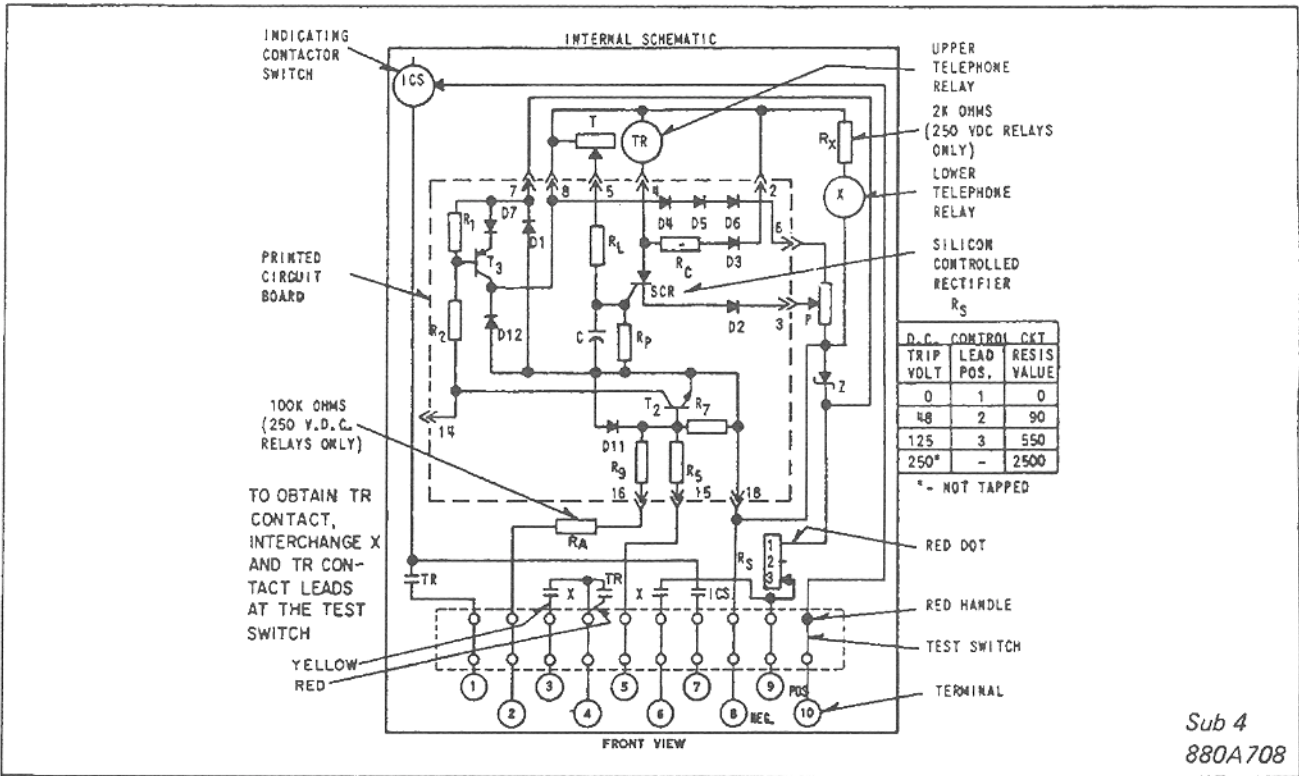 INTERNAL SCHEMATIC
INDICATING
CONTACTOR
SWITCH
ICS
UPPER
TELEPHONE
RELAY
2K OHMS
(250 VDC RELAYS
ONLY)
LOWER
TELEPHONE
RELAY
SILICON
CONTROLLED
RECTIFIER
T
TR
RX
X
7
8
5
4
2
R1
D7
D1
D4
D5
D6
6
RL
RC
D3
T3
SCR
PRINTED
CIRCUIT
BOARD
R2
D12
C
RP
D2
3
P
RS
Z
T2
R7
14
D11
R9
R5
16
15
18
100K OHMS
(250 V.D.C.
RELAYS ONLY)
RA
D.C. CONTROL CKT
TRIP VOLT LEAD POS. RESIS VALUE
0 1 0
48 2 90
125 3 550
250* - 2500
*- NOT TAPPED
TO OBTAIN TR
CONTACT,
INTERCHANGE X
AND TR CON-
TACT LEADS
AT THE TEST
SWITCH
RS
1
2
3
RED DOT
TR
X
TR
X
ICS
RED HANDLE
TEST SWITCH
YELLOW
RED
1
2
3
4
5
6
7
8
NEG.
9
POS
10
TERMINAL
FRONT VIEW
Sub 4
880A708